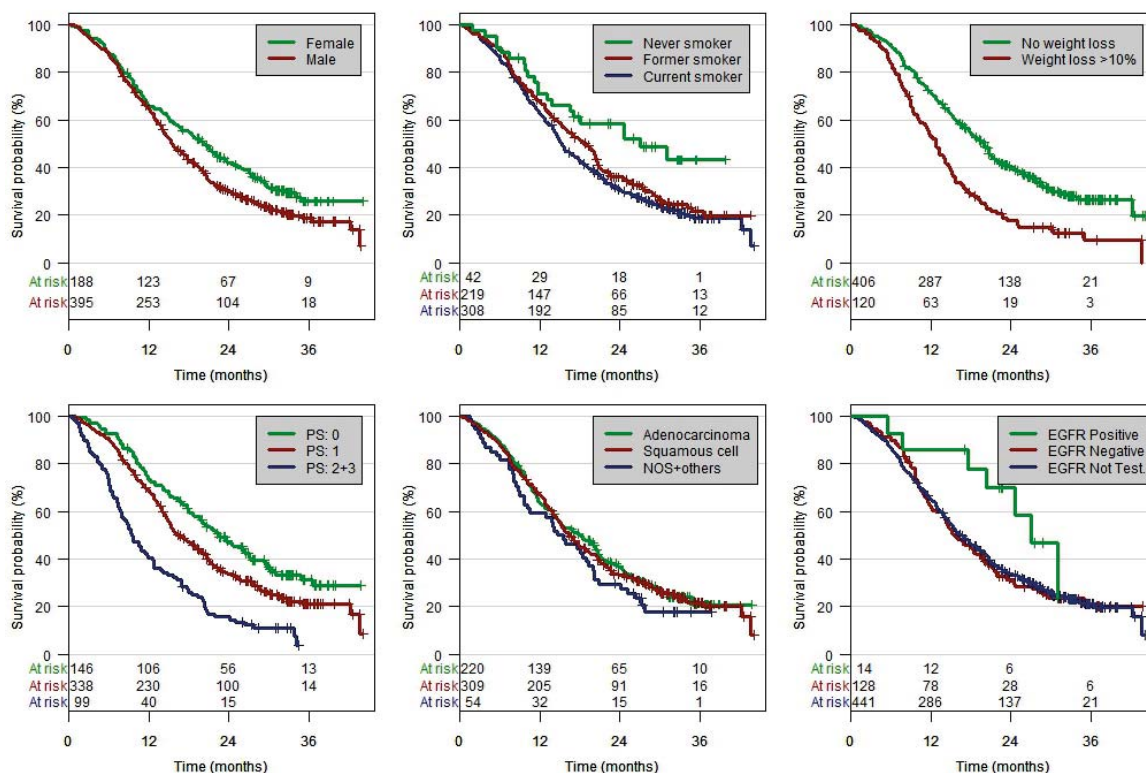 Survival probability (%)
100
80
60
40
20
0
Female
Male
At risk 188 123 67 9
At risk 395 253 104 18
0 12 24 36
Time (months)
Survival probability (%)
100
80
60
40
20
0
Never smoker
Former smoker
Current smoker
At risk 42 29 18 1
At risk 219 147 66 13
At risk 308 192 85 12
0 12 24 36
Time (months)
Survival probability (%)
100
80
60
40
20
0
No weight loss
Weight loss >10%
At risk 406 287 138 21
At risk 120 63 19 3
0 12 24 36
Time (months)
Survival probability (%)
100
80
60
40
20
0
PS: 0
PS: 1
PS: 2+3
At risk 146 106 56 13
At risk 338 230 100 14
At risk 99 40 15
0 12 24 36
Time (months)
Survival probability (%)
100
80
60
40
20
0
Adenocarcinoma
Squamous cell
NOS+others
At risk 220 139 65 10
At risk 309 205 91 16
At risk 54 32 15 1
0 12 24 36
Time (months)
Survival probability (%)
100
80
60
40
20
0
EGFR Positive
EGFR Negative
EGFR Not Test.
At risk 14 12 6
At risk 128 78 28 6
At risk 441 286 137 21
0 12 24 36
Time (months)